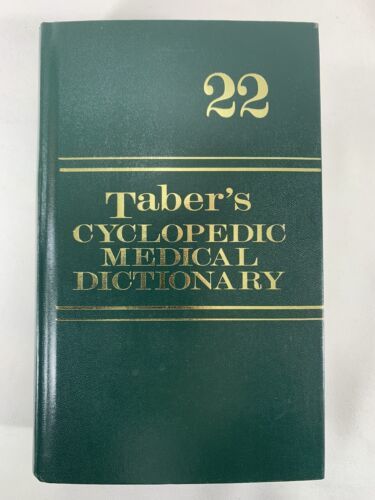 22
Taber's
CYCLOPEDIC
MEDICAL
DICTIONARY